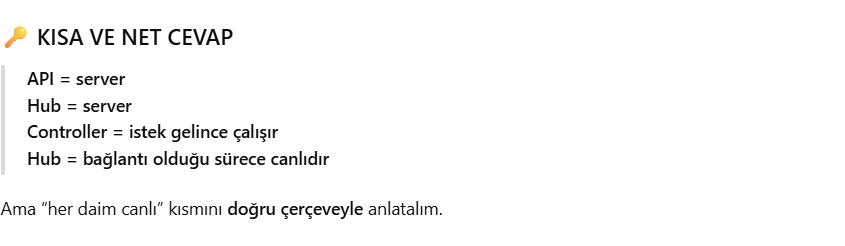 🔑 KISA VE NET CEVAP
API = server
Hub = server
Controller = istek gelince çalışır
Hub = bağlantı olduğu sürece canlıdır
Ama “her daim canlı” kısmını doğru çerçeveyle anlatalım.